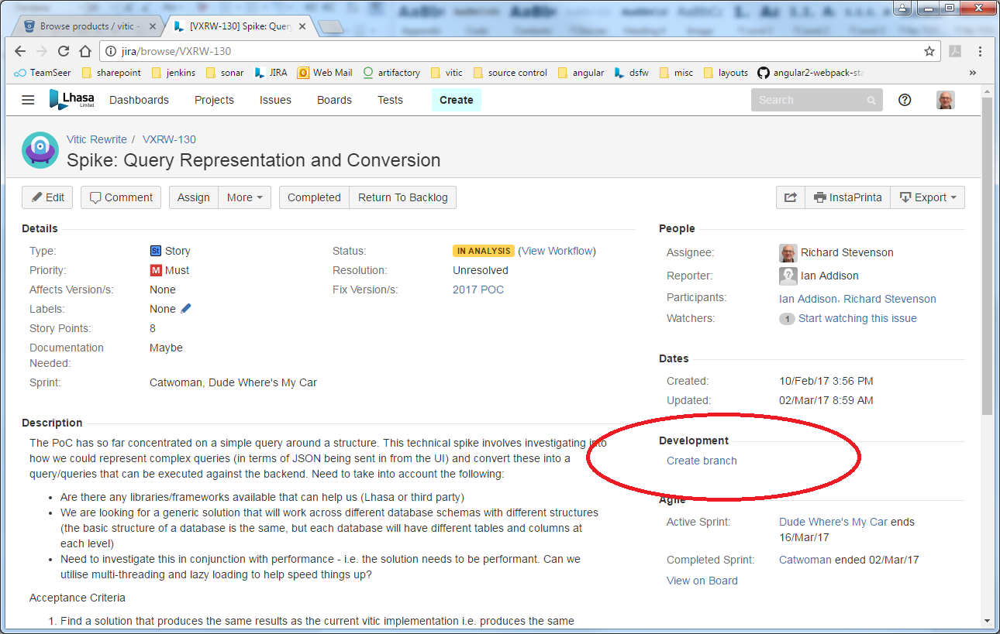 Browse products / vitic -
[VXRW-130] Spike: Query
jira/browse/VXRW-130
TeamSeer sharepoint jenkins sonar JIRA Web Mail artifactory vitic source control angular dsfw misc layouts angular2-webpack-sta »
Lhasa Limited Dashboards Projects Issues Boards Tests Create Search
Vitic Rewrite / VXRW-130
Spike: Query Representation and Conversion
Edit Comment Assign More Completed Return To Backlog InstaPrinta Export
Details
Type: St Story
Priority: M Must
Affects Version/s: None
Labels: None
Story Points: 8
Documentation Needed: Maybe
Sprint: Catwoman, Dude Where's My Car
Status: IN ANALYSIS (View Workflow)
Resolution: Unresolved
Fix Version/s: 2017 POC
Description
The PoC has so far concentrated on a simple query around a structure. This technical spike involves investigating into
how we could represent complex queries (in terms of JSON being sent in from the UI) and convert these into a
query/queries that can be executed against the backend. Need to take into account the following:
• Are there any libraries/frameworks available that can help us (Lhasa or third party)
• We are looking for a generic solution that will work across different database schemas with different structures
(the basic structure of a database is the same, but each database will have different tables and columns at
each level)
• Need to investigate this in conjunction with performance - i.e. the solution needs to be performant. Can we
utilise multi-threading and lazy loading to help speed things up?
Acceptance Criteria
1. Find a solution that produces the same results as the current vitic implementation i.e. produces the same
People
Assignee: Richard Stevenson
Reporter: Ian Addison
Participants: Ian Addison, Richard Stevenson
Watchers: 1 Start watching this issue
Dates
Created: 10/Feb/17 3:56 PM
Updated: 02/Mar/17 8:59 AM
Development
Create branch
Agile
Active Sprint: Dude Where's My Car ends
16/Mar/17
Completed Sprint: Catwoman ended 02/Mar/17
View on Board